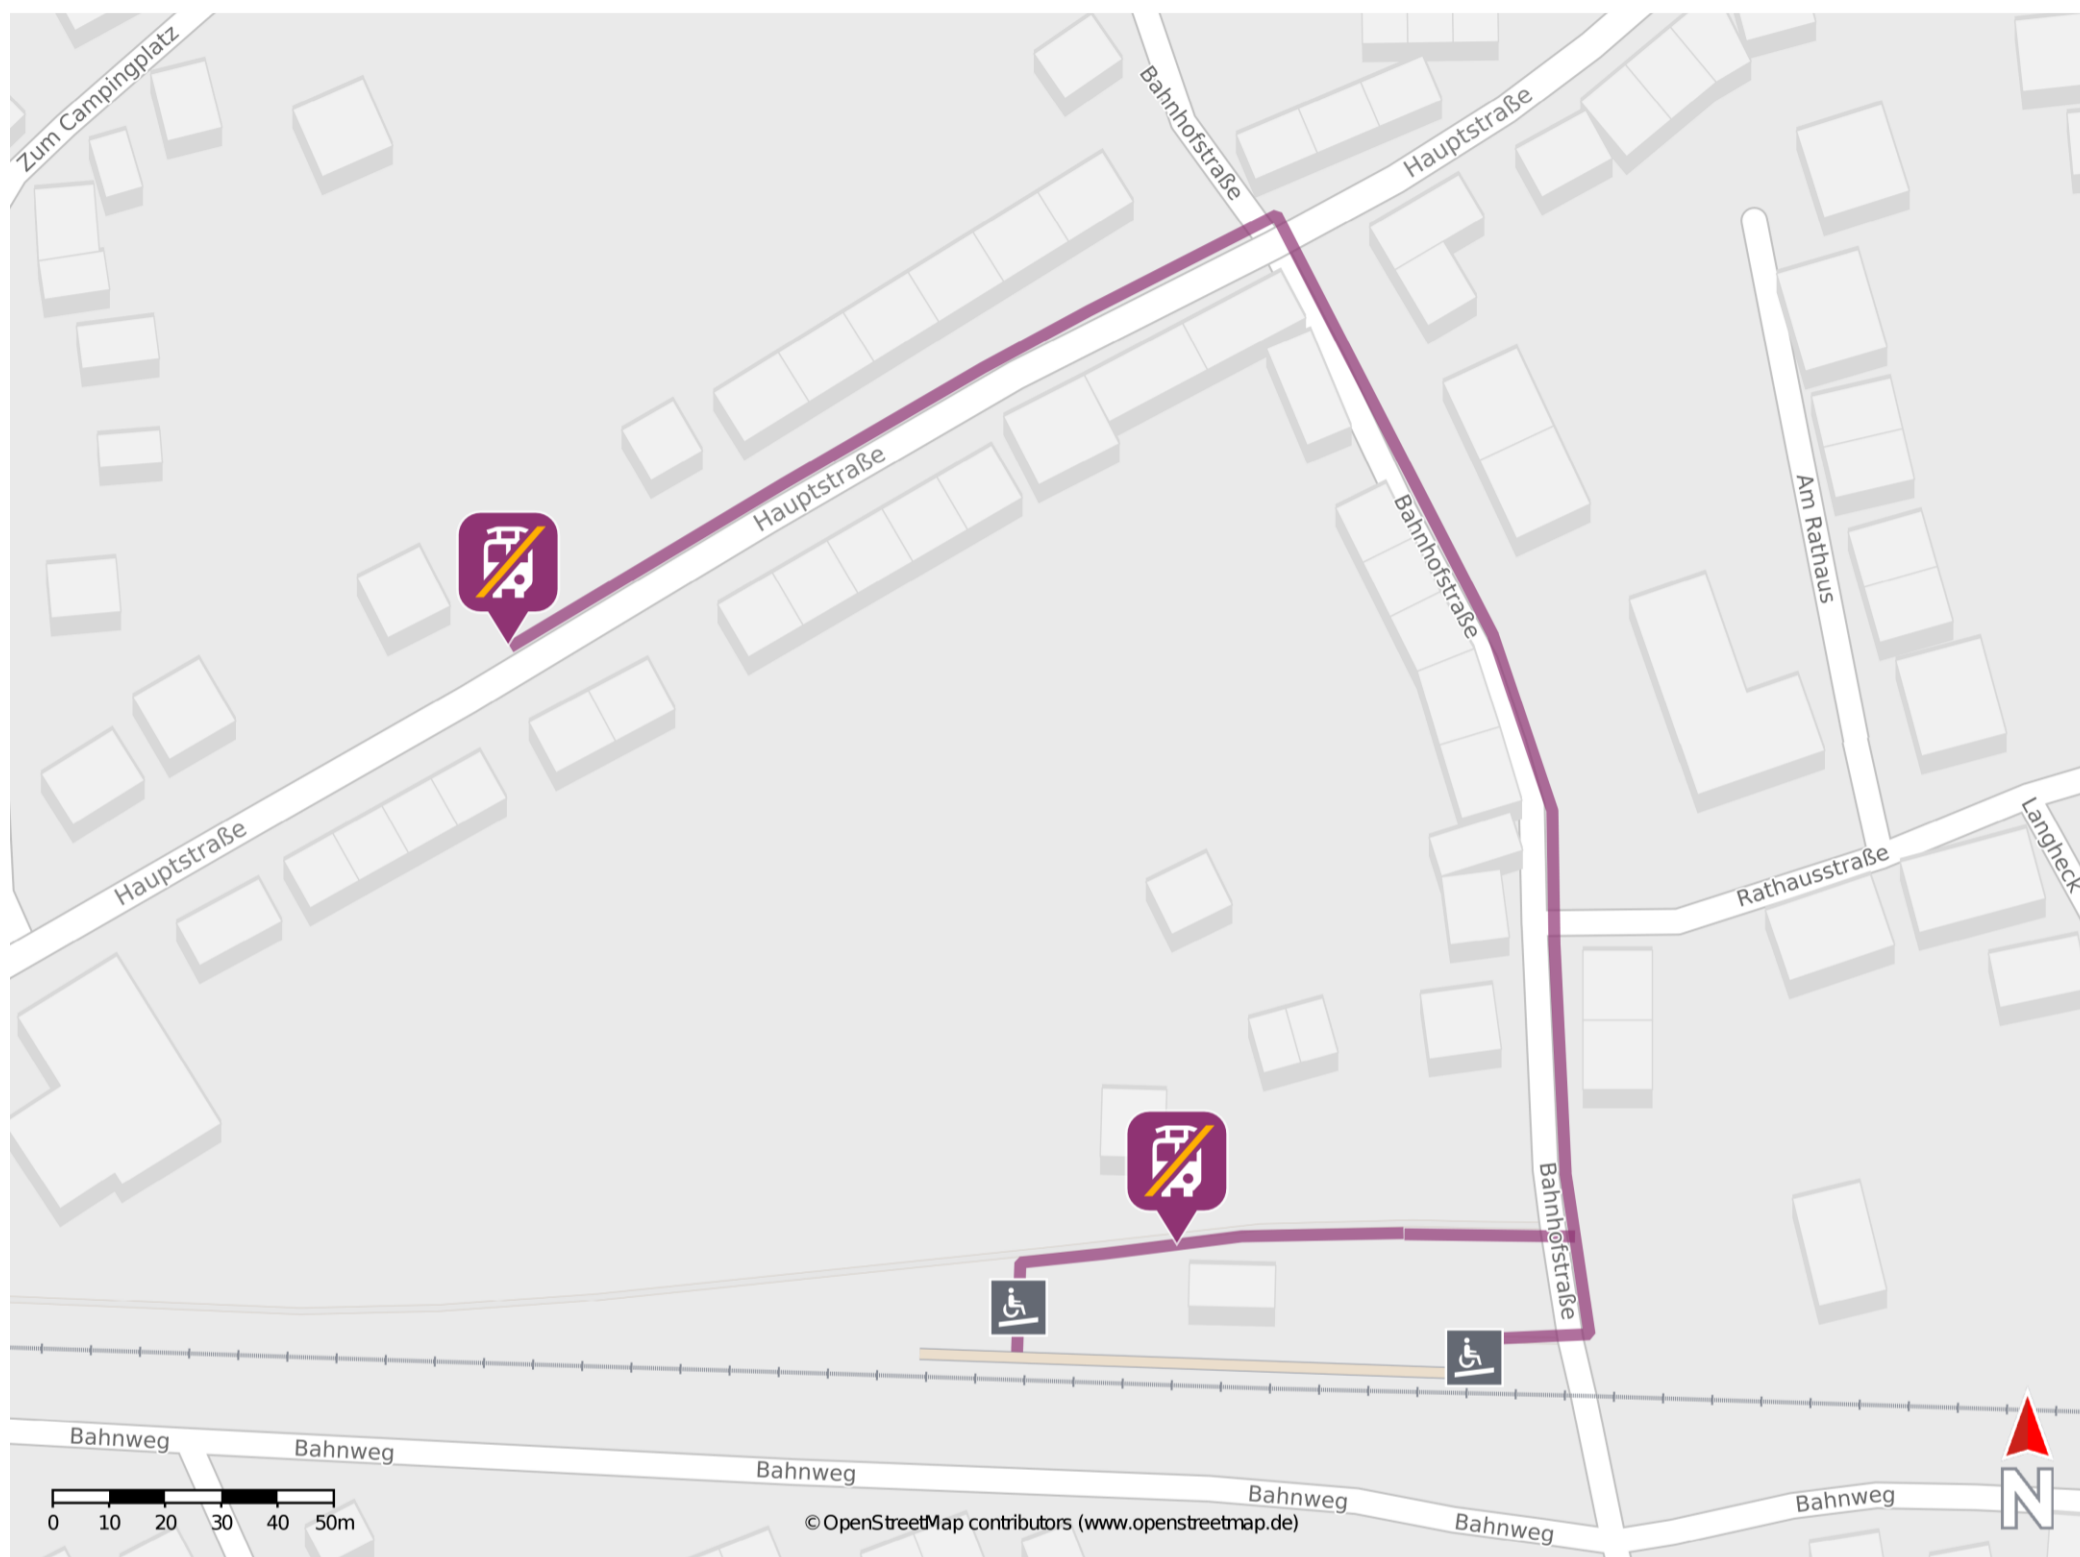 Zum Campingplatz
Bahnhofstraße
Hauptstraße
Hauptstraße
Bahnhofstraße
Am Rathaus
Hauptstraße
Rathausstraße
Langheck
Bahnhofstraße
Bahnweg
Bahnweg
Bahnweg
Bahnweg
Bahnweg
Bahnweg
0 10 20 30 40 50m
© OpenStreetMap contributors (www.openstreetmap.de)
N